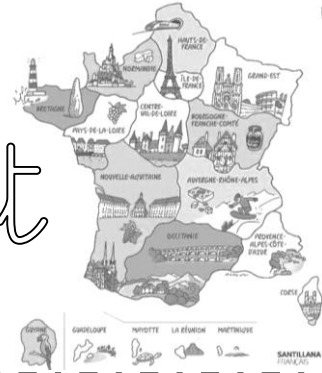 HAUTS-DE-
FRANCE
NORMANDIE
ÎLE-DE-
FRANCE
GRAND-EST
BRETAGNE
PAYS-DE-LA-LOIRE
CENTRE-
VAL-DE-LOIRE
BOURGOGNE-
FRANCHE-COMTÉ
NOUVELLE-AQUITAINE
AUVERGNE-RHÔNE-ALPES
OCCITANIE
PROVENCE-
ALPES-CÔTE-
D'AZUR
CORSE
GUYANE
GUADELOUPE
MAYOTTE
LA RÉUNION
MARTINIQUE
SANTILLANA
FRANÇAIS